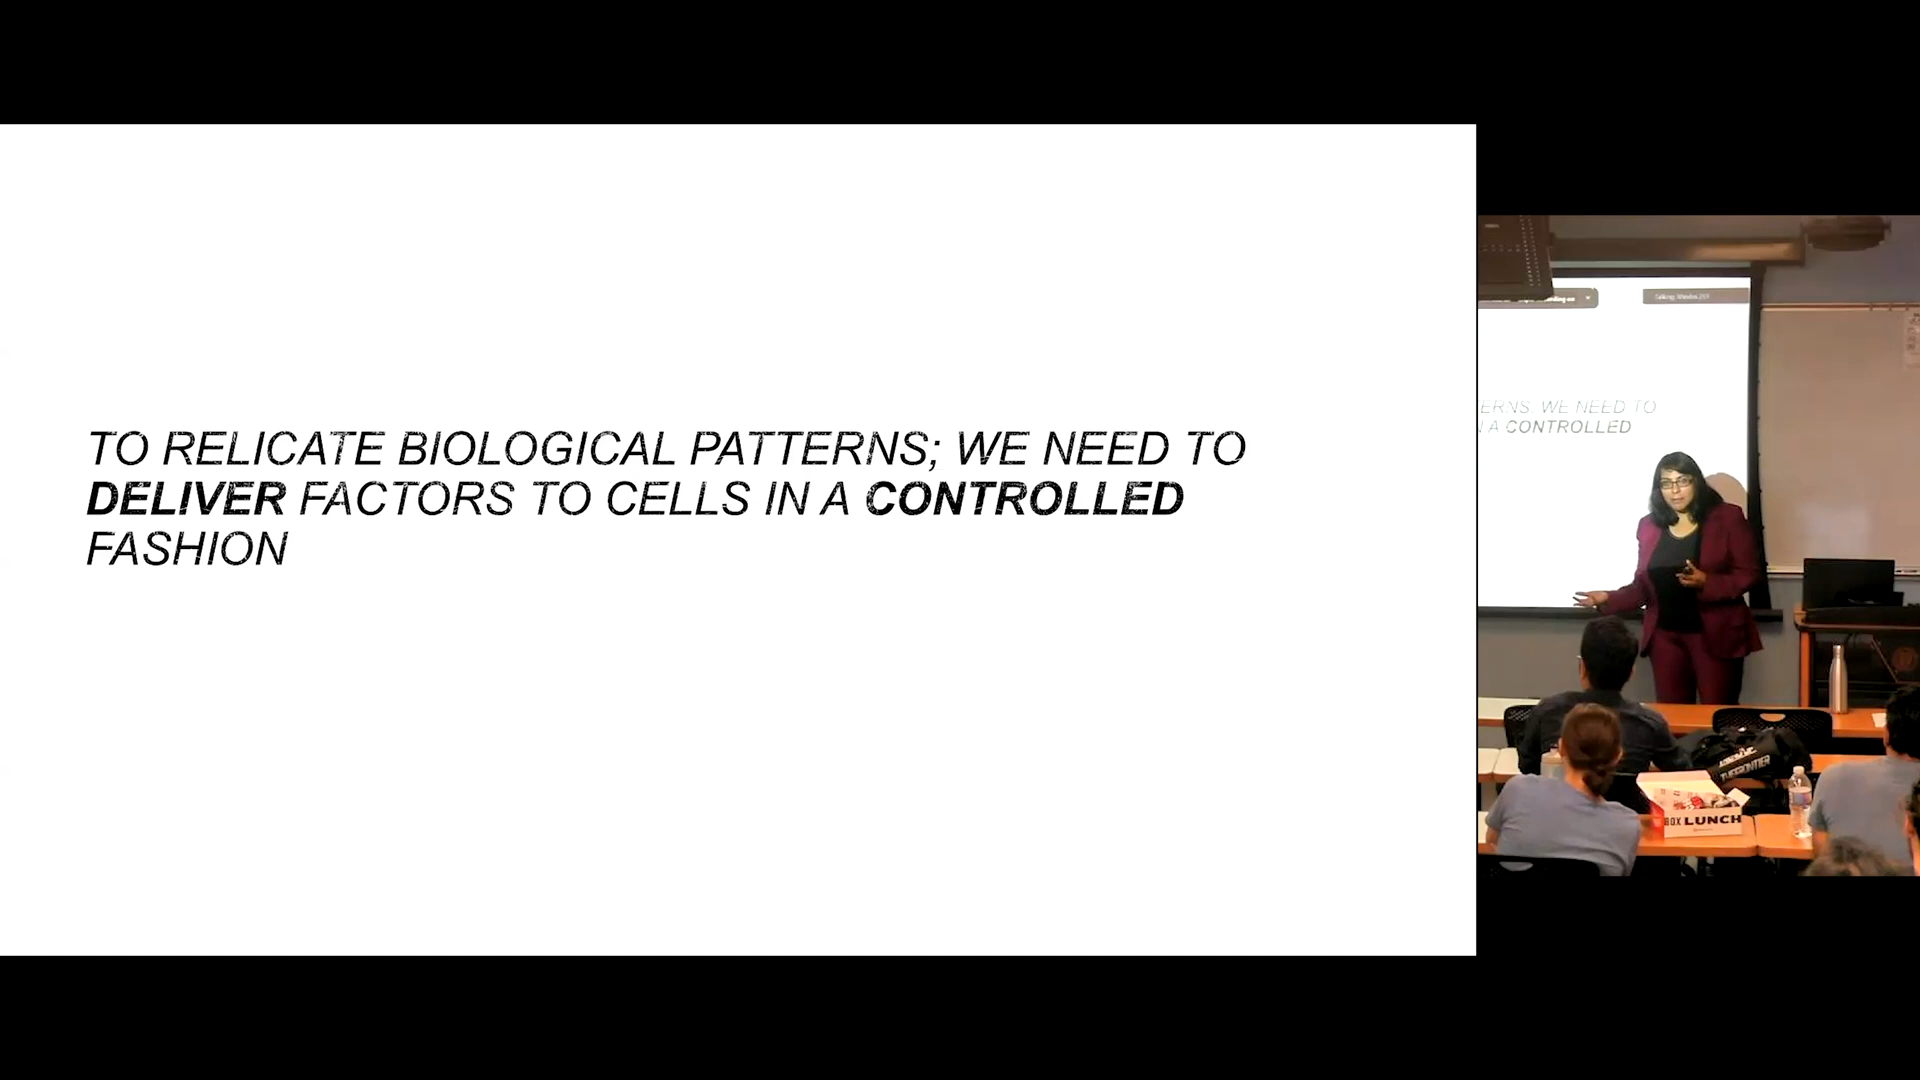 TO RELICATE BIOLOGICAL PATTERNS; WE NEED TO
DELIVER FACTORS TO CELLS IN A CONTROLLED
FASHION
ERNS; WE NEED TO
A CONTROLLED
THEFRONTIER
BOX LUNCH